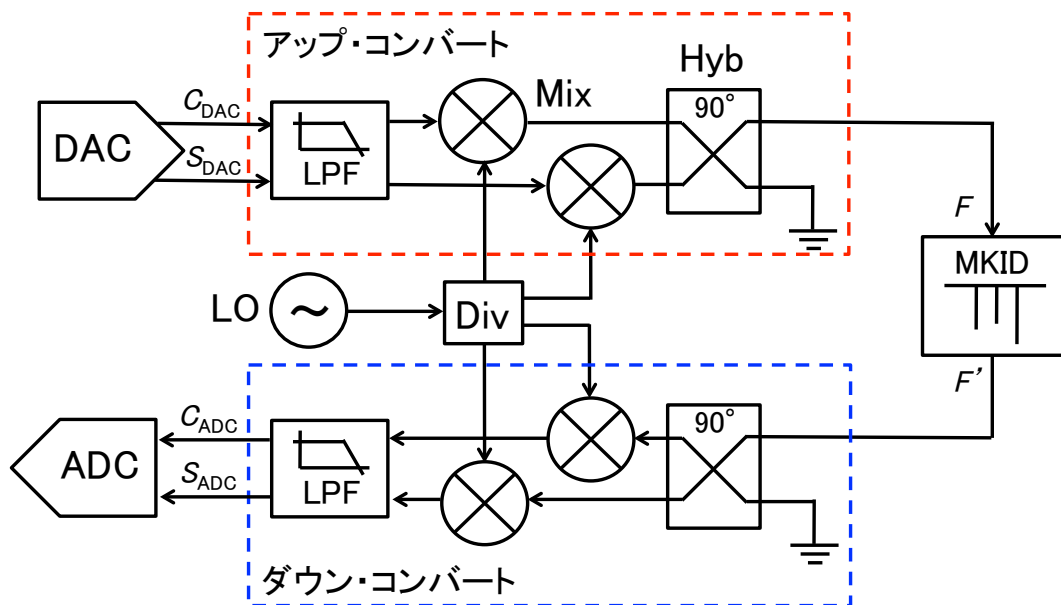 アップ・コンバート
Hyb
C_DAC
Mix
90°
DAC
S_DAC
LPF
F
MKID
LO
~
Div
F'
C_ADC
90°
ADC
S_ADC
LPF
ダウン・コンバート